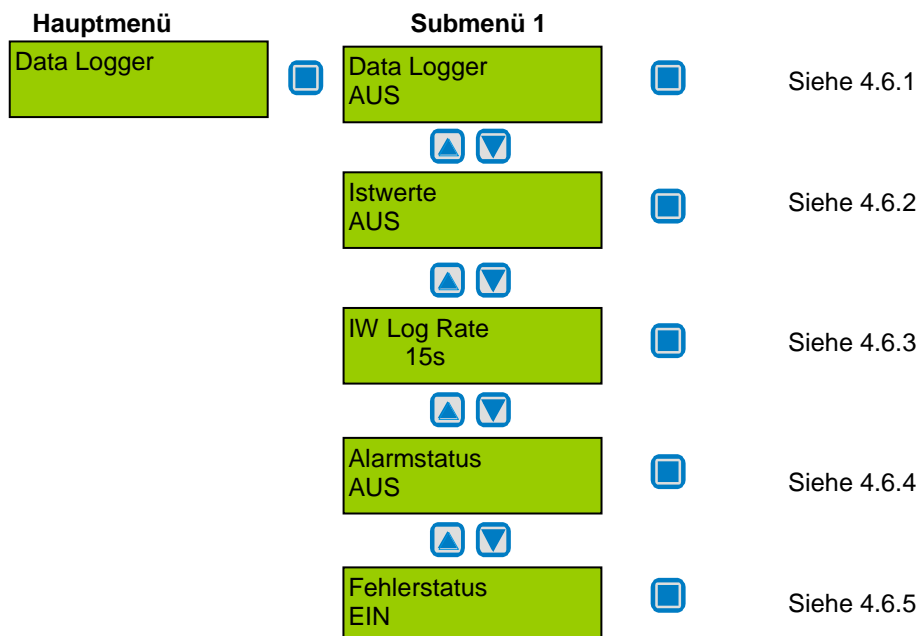 Hauptmenü
Submenü 1
Data Logger
Data Logger
AUS
Siehe 4.6.1
Istwerte
AUS
Siehe 4.6.2
IW Log Rate
15s
Siehe 4.6.3
Alarmstatus
AUS
Siehe 4.6.4
Fehlerstatus
EIN
Siehe 4.6.5